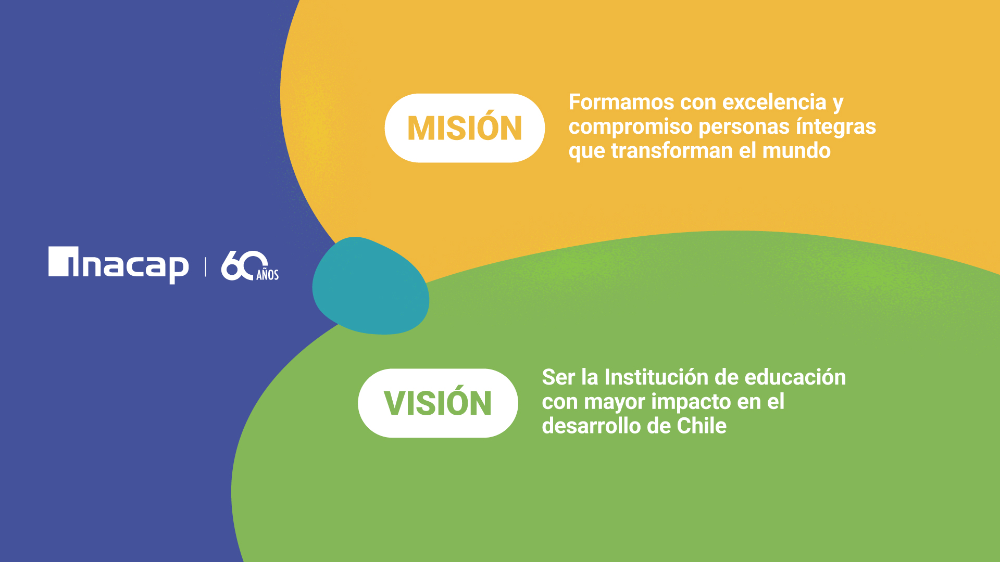 inacap | 60 AÑOS
MISIÓN
Formamos con excelencia y
compromiso personas íntegras
que transforman el mundo
VISIÓN
Ser la Institución de educación
con mayor impacto en el
desarrollo de Chile